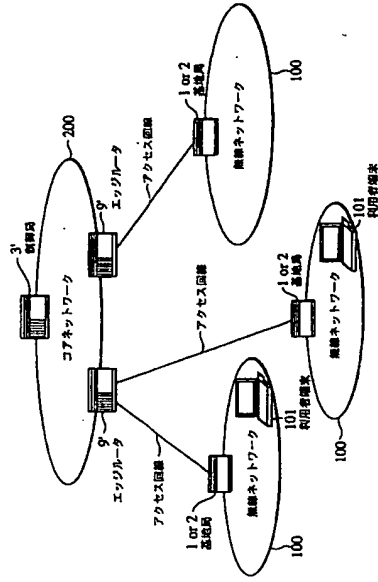 3' 制御局
200
コアネットワーク
9'
エッジルータ
9'
エッジルータ
アクセス回線
アクセス回線
アクセス回線
1 or 2
基地局
無線ネットワーク
100
1 or 2
基地局
無線ネットワーク
101
利用者端末
100
1 or 2
基地局
無線ネットワーク
101
利用者端末
100